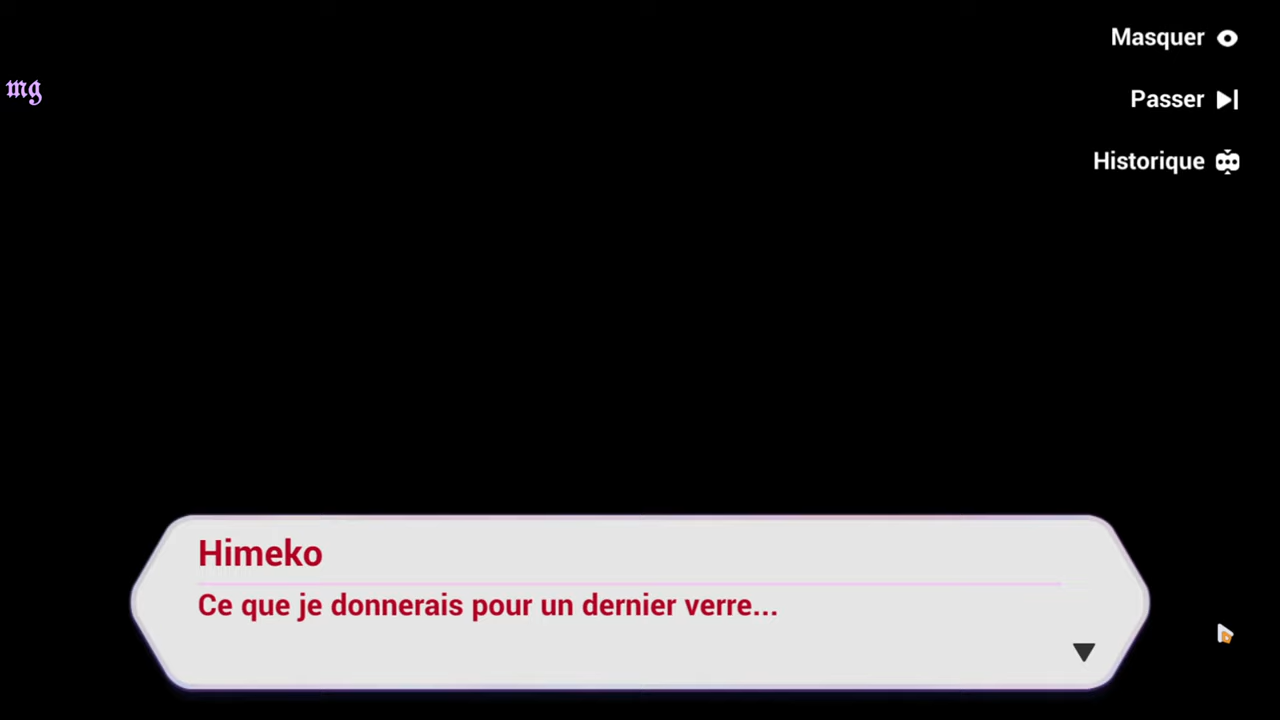 Masquer
mg
Passer
Historique
Himeko
Ce que je donnerais pour un dernier verre...